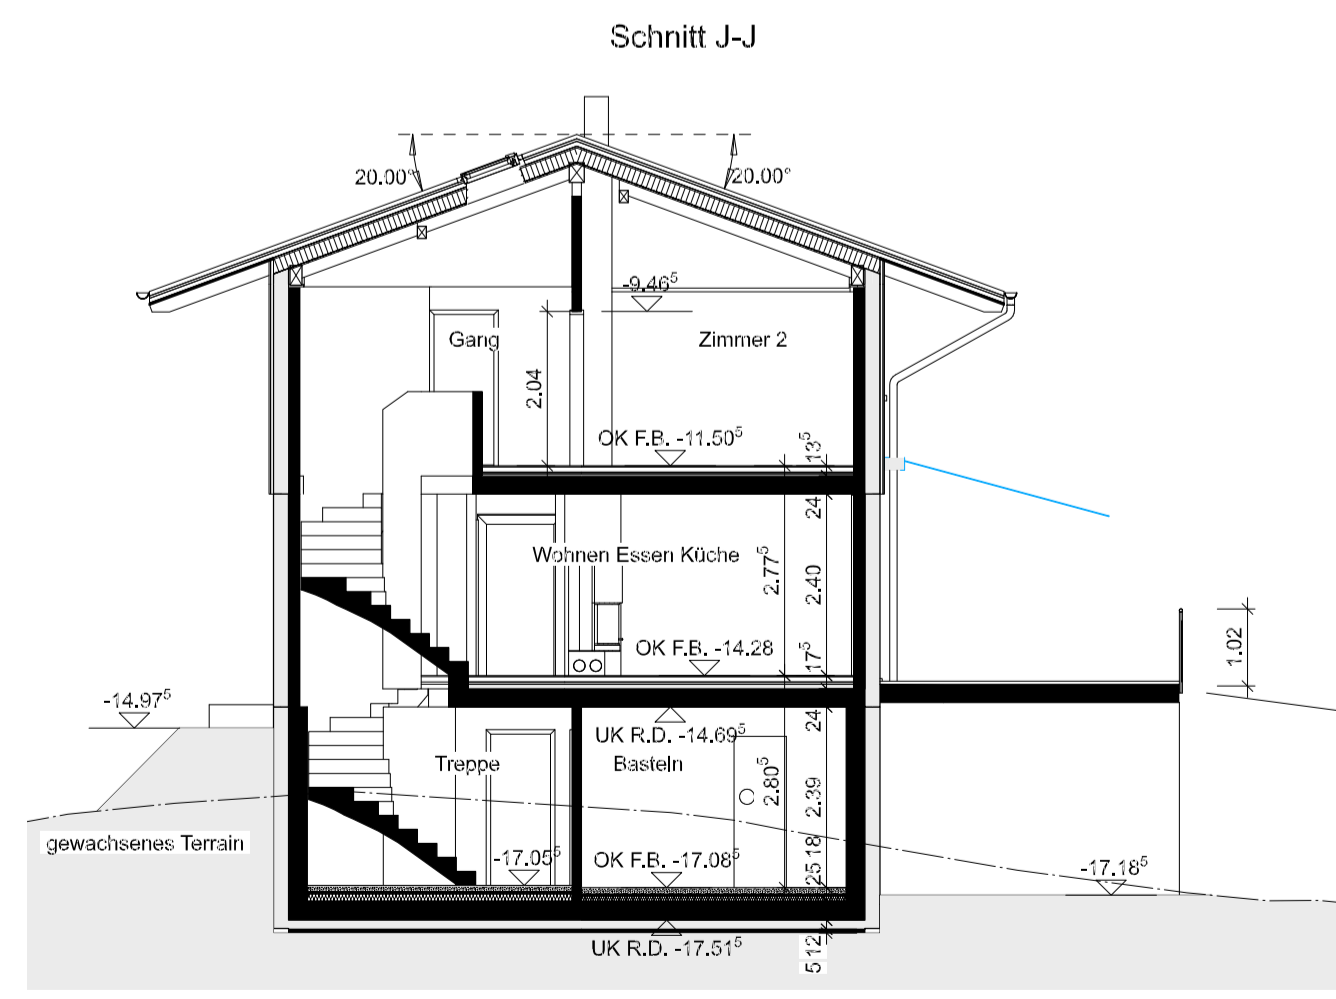 Schnitt J-J
20.00°
20.00°
-9.46⁵
Gang
Zimmer 2
2.04
OK F.B. -11.50⁵
13⁵
24
Wohnen Essen Küche
2.77⁵
2.40
OK F.B. -14.28
17⁵
1.02
-14.97⁵
UK R.D. -14.69⁵
24
Treppe
Basteln
2.80⁵
2.39
gewachsenes Terrain
-17.05⁵
OK F.B. -17.08⁵
18
25
-17.18⁵
UK R.D. -17.51⁵
12
5